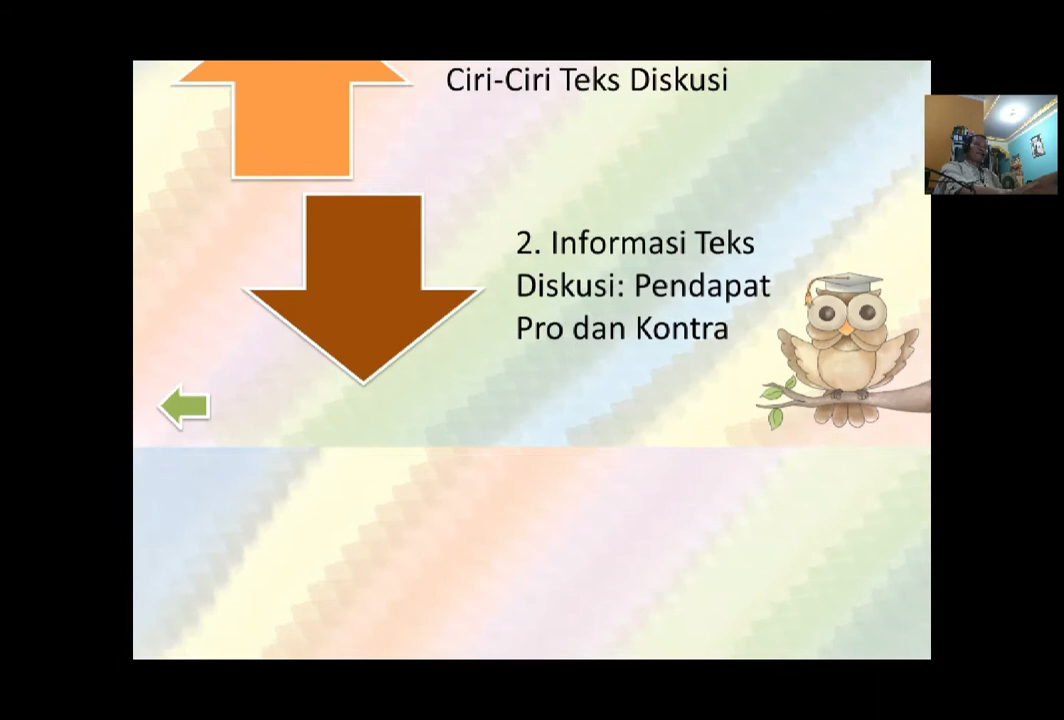 Ciri-Ciri Teks Diskusi
2. Informasi Teks
Diskusi: Pendapat
Pro dan Kontra